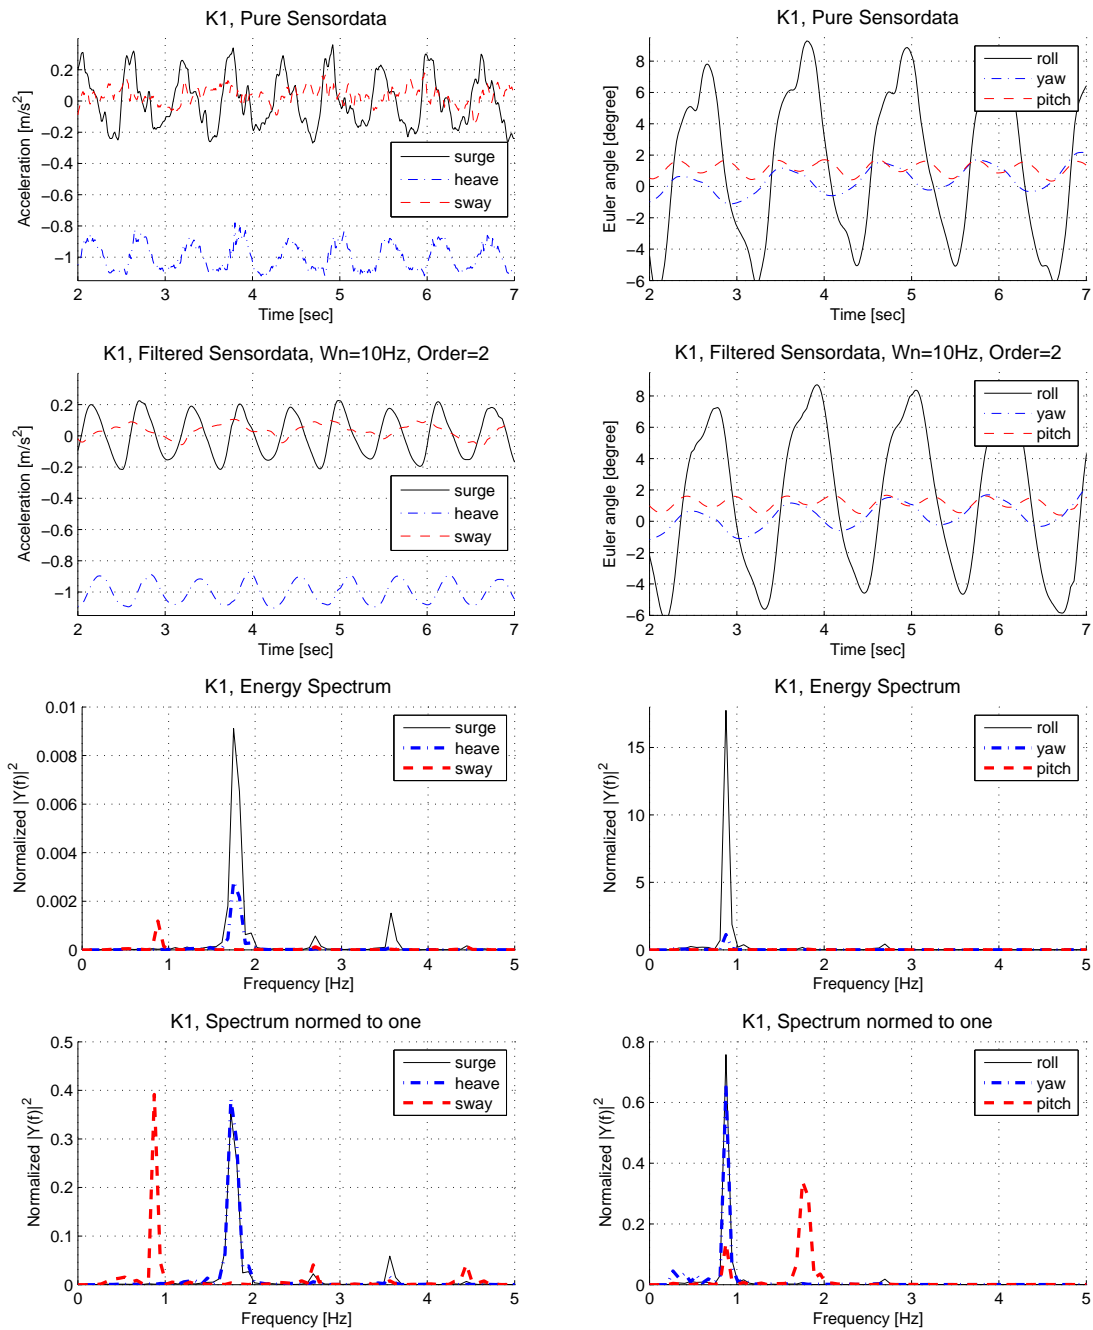 K1, Pure Sensordata
Acceleration [m/s²]
0.2
0
−0.2
−0.4
−0.6
−0.8
−1
surge
heave
sway
2 3 4 5 6 7
Time [sec]
K1, Pure Sensordata
Euler angle [degree]
8
6
4
2
0
−2
−4
−6
roll
yaw
pitch
2 3 4 5 6 7
Time [sec]
K1, Filtered Sensordata, Wn=10Hz, Order=2
Acceleration [m/s²]
0.2
0
−0.2
−0.4
−0.6
−0.8
−1
surge
heave
sway
2 3 4 5 6 7
Time [sec]
K1, Filtered Sensordata, Wn=10Hz, Order=2
Euler angle [degree]
8
6
4
2
0
−2
−4
−6
roll
yaw
pitch
2 3 4 5 6 7
Time [sec]
K1, Energy Spectrum
Normalized |Y(f)|²
0.01
0.008
0.006
0.004
0.002
0
surge
heave
sway
0 1 2 3 4 5
Frequency [Hz]
K1, Energy Spectrum
Normalized |Y(f)|²
15
10
5
0
roll
yaw
pitch
0 1 2 3 4 5
Frequency [Hz]
K1, Spectrum normed to one
Normalized |Y(f)|²
0.5
0.4
0.3
0.2
0.1
0
surge
heave
sway
0 1 2 3 4 5
Frequency [Hz]
K1, Spectrum normed to one
Normalized |Y(f)|²
0.8
0.6
0.4
0.2
0
roll
yaw
pitch
0 1 2 3 4 5
Frequency [Hz]